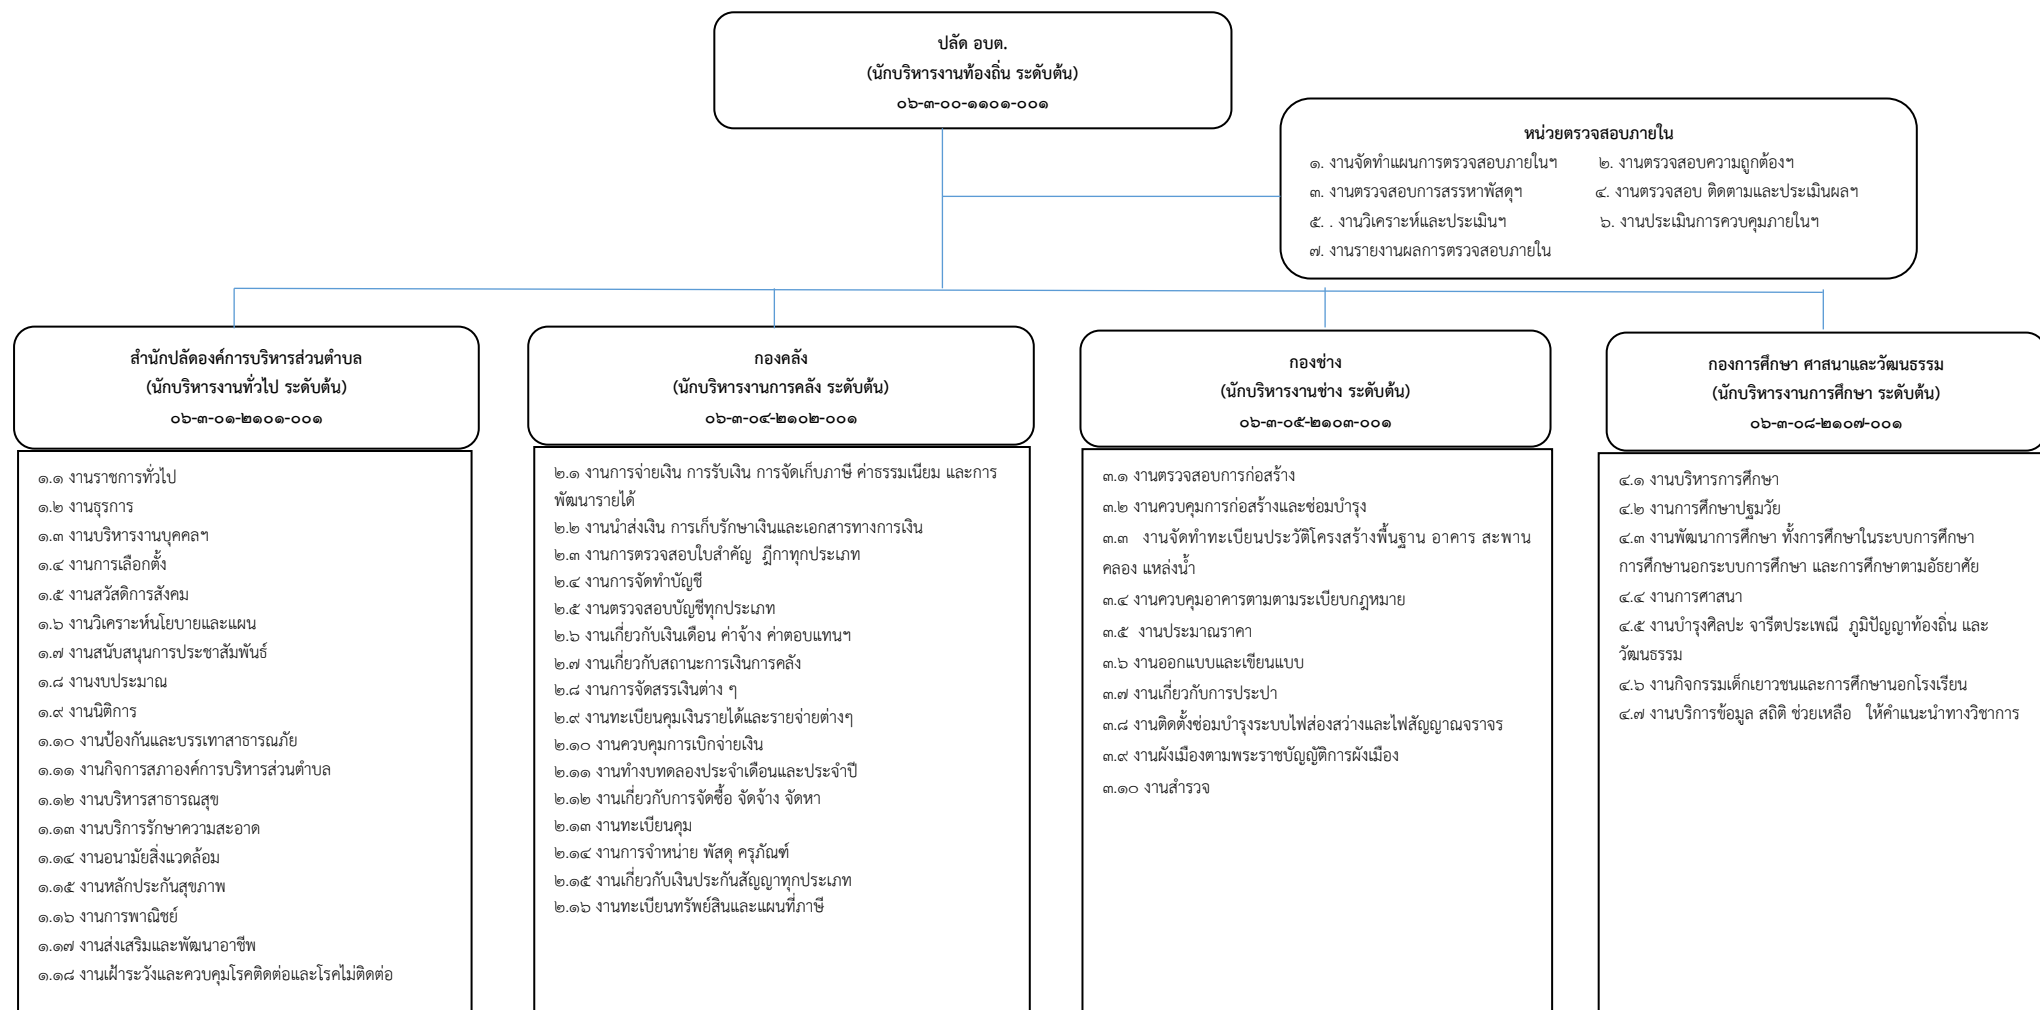 ปลัด อบต.
(นักบริหารงานท้องถิ่น ระดับต้น)
๐๖-๓-๐๐-๑๑๐๑-๐๐๑
หน่วยตรวจสอบภายใน
๑. งานจัดทำแผนการตรวจสอบภายในฯ ๒. งานตรวจสอบความถูกต้องฯ
๓. งานตรวจสอบการสรรหาพัสดุฯ ๔. งานตรวจสอบ ติดตามและประเมินผลฯ
๕. . งานวิเคราะห์และประเมินฯ ๖. งานประเมินการควบคุมภายในฯ
๗. งานรายงานผลการตรวจสอบภายใน
สำนักปลัดองค์การบริหารส่วนตำบล
(นักบริหารงานทั่วไป ระดับต้น)
๐๖-๓-๐๑-๒๑๐๑-๐๐๑
๑.๑ งานราชการทั่วไป
๑.๒ งานธุรการ
๑.๓ งานบริหารงานบุคคลฯ
๑.๔ งานการเลือกตั้ง
๑.๕ งานสวัสดิการสังคม
๑.๖ งานวิเคราะห์นโยบายและแผน
๑.๗ งานสนับสนุนการประชาสัมพันธ์
๑.๘ งานงบประมาณ
๑.๙ งานนิติการ
๑.๑๐ งานป้องกันและบรรเทาสาธารณภัย
๑.๑๑ งานกิจการสภาองค์การบริหารส่วนตำบล
๑.๑๒ งานบริหารสาธารณสุข
๑.๑๓ งานบริการรักษาความสะอาด
๑.๑๔ งานอนามัยสิ่งแวดล้อม
๑.๑๕ งานหลักประกันสุขภาพ
๑.๑๖ งานการพาณิชย์
๑.๑๗ งานส่งเสริมและพัฒนาอาชีพ
๑.๑๘ งานเฝ้าระวังและควบคุมโรคติดต่อและโรคไม่ติดต่อ
กองคลัง
(นักบริหารงานการคลัง ระดับต้น)
๐๖-๓-๐๔-๒๑๐๒-๐๐๑
๒.๑ งานการจ่ายเงิน การรับเงิน การจัดเก็บภาษี ค่าธรรมเนียม และการ
พัฒนารายได้
๒.๒ งานนำส่งเงิน การเก็บรักษาเงินและเอกสารทางการเงิน
๒.๓ งานการตรวจสอบใบสำคัญ  ฎีกาทุกประเภท
๒.๔ งานการจัดทำบัญชี
๒.๕ งานตรวจสอบบัญชีทุกประเภท
๒.๖ งานเกี่ยวกับเงินเดือน ค่าจ้าง ค่าตอบแทนฯ
๒.๗ งานเกี่ยวกับสถานะการเงินการคลัง
๒.๘ งานการจัดสรรเงินต่าง ๆ
๒.๙ งานทะเบียนคุมเงินรายได้และรายจ่ายต่างๆ
๒.๑๐ งานควบคุมการเบิกจ่ายเงิน
๒.๑๑ งานทำงบทดลองประจำเดือนและประจำปี
๒.๑๒ งานเกี่ยวกับการจัดซื้อ จัดจ้าง จัดหา
๒.๑๓ งานทะเบียนคุม
๒.๑๔ งานการจำหน่าย พัสดุ ครุภัณฑ์
๒.๑๕ งานเกี่ยวกับเงินประกันสัญญาทุกประเภท
๒.๑๖ งานทะเบียนทรัพย์สินและแผนที่ภาษี
กองช่าง
(นักบริหารงานช่าง ระดับต้น)
๐๖-๓-๐๕-๒๑๐๓-๐๐๑
๓.๑ งานตรวจสอบการก่อสร้าง
๓.๒ งานควบคุมการก่อสร้างและซ่อมบำรุง
๓.๓  งานจัดทำทะเบียนประวัติโครงสร้างพื้นฐาน อาคาร สะพาน
คลอง แหล่งน้ำ
๓.๔ งานควบคุมอาคารตามตามระเบียบกฎหมาย
๓.๕  งานประมาณราคา
๓.๖ งานออกแบบและเขียนแบบ
๓.๗ งานเกี่ยวกับการประปา
๓.๘ งานติดตั้งซ่อมบำรุงระบบไฟส่องสว่างและไฟสัญญาณจราจร
๓.๙ งานผังเมืองตามพระราชบัญญัติการผังเมือง
๓.๑๐ งานสำรวจ
กองการศึกษา ศาสนาและวัฒนธรรม
(นักบริหารงานการศึกษา ระดับต้น)
๐๖-๓-๐๘-๒๑๐๗-๐๐๑
๔.๑ งานบริหารการศึกษา
๔.๒ งานการศึกษาปฐมวัย
๔.๓ งานพัฒนาการศึกษา ทั้งการศึกษาในระบบการศึกษา
การศึกษานอกระบบการศึกษา และการศึกษาตามอัธยาศัย
๔.๔ งานการศาสนา
๔.๕ งานบำรุงศิลปะ จารีตประเพณี  ภูมิปัญญาท้องถิ่น และ
วัฒนธรรม
๔.๖ งานกิจกรรมเด็กเยาวชนและการศึกษานอกโรงเรียน
๔.๗ งานบริการข้อมูล สถิติ ช่วยเหลือ  ให้คำแนะนำทางวิชาการ